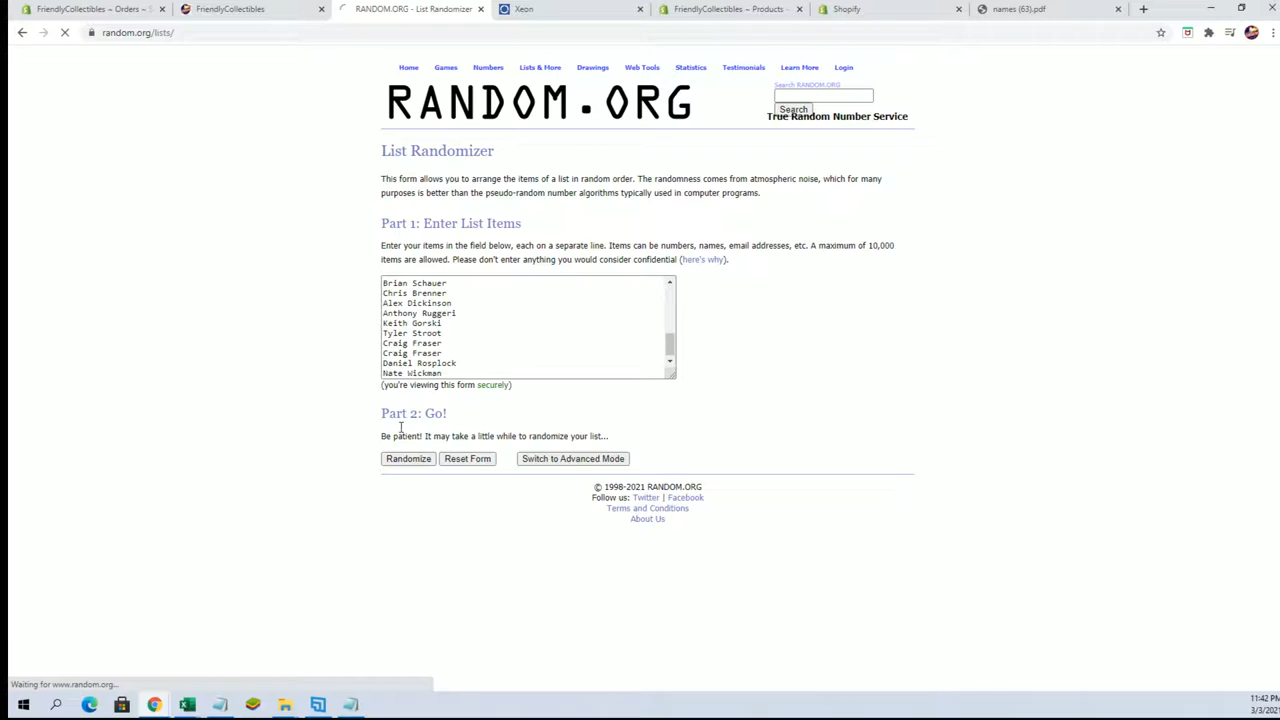 FriendlyCollectibles ~ Orders ~ S
FriendlyCollectibles
RANDOM.ORG - List Randomizer
Xeon
FriendlyCollectibles ~ Products ~
Shopify
names (63).pdf
random.org/lists/
Home Games Numbers Lists & More Drawings Web Tools Statistics Testimonials Learn More Login
RANDOM.ORG
Search RANDOM.ORG
Search
True Random Number Service
List Randomizer
This form allows you to arrange the items of a list in random order. The randomness comes from atmospheric noise, which for many
purposes is better than the pseudo-random number algorithms typically used in computer programs.
Part 1: Enter List Items
Enter your items in the field below, each on a separate line. Items can be numbers, names, email addresses, etc. A maximum of 10,000
items are allowed. Please don't enter anything you would consider confidential (here's why).
Brian Schauer
Chris Brenner
Alex Dickinson
Anthony Ruggeri
Keith Gorski
Tyler Stroot
Craig Fraser
Craig Fraser
Daniel Rosplock
Nate Wickman
(you're viewing this form securely)
Part 2: Go!
Be patient! It may take a little while to randomize your list...
Randomize Reset Form Switch to Advanced Mode
© 1998-2021 RANDOM.ORG
Follow us: Twitter | Facebook
Terms and Conditions
About Us
Waiting for www.random.org...
11:42 PM
3/3/2021